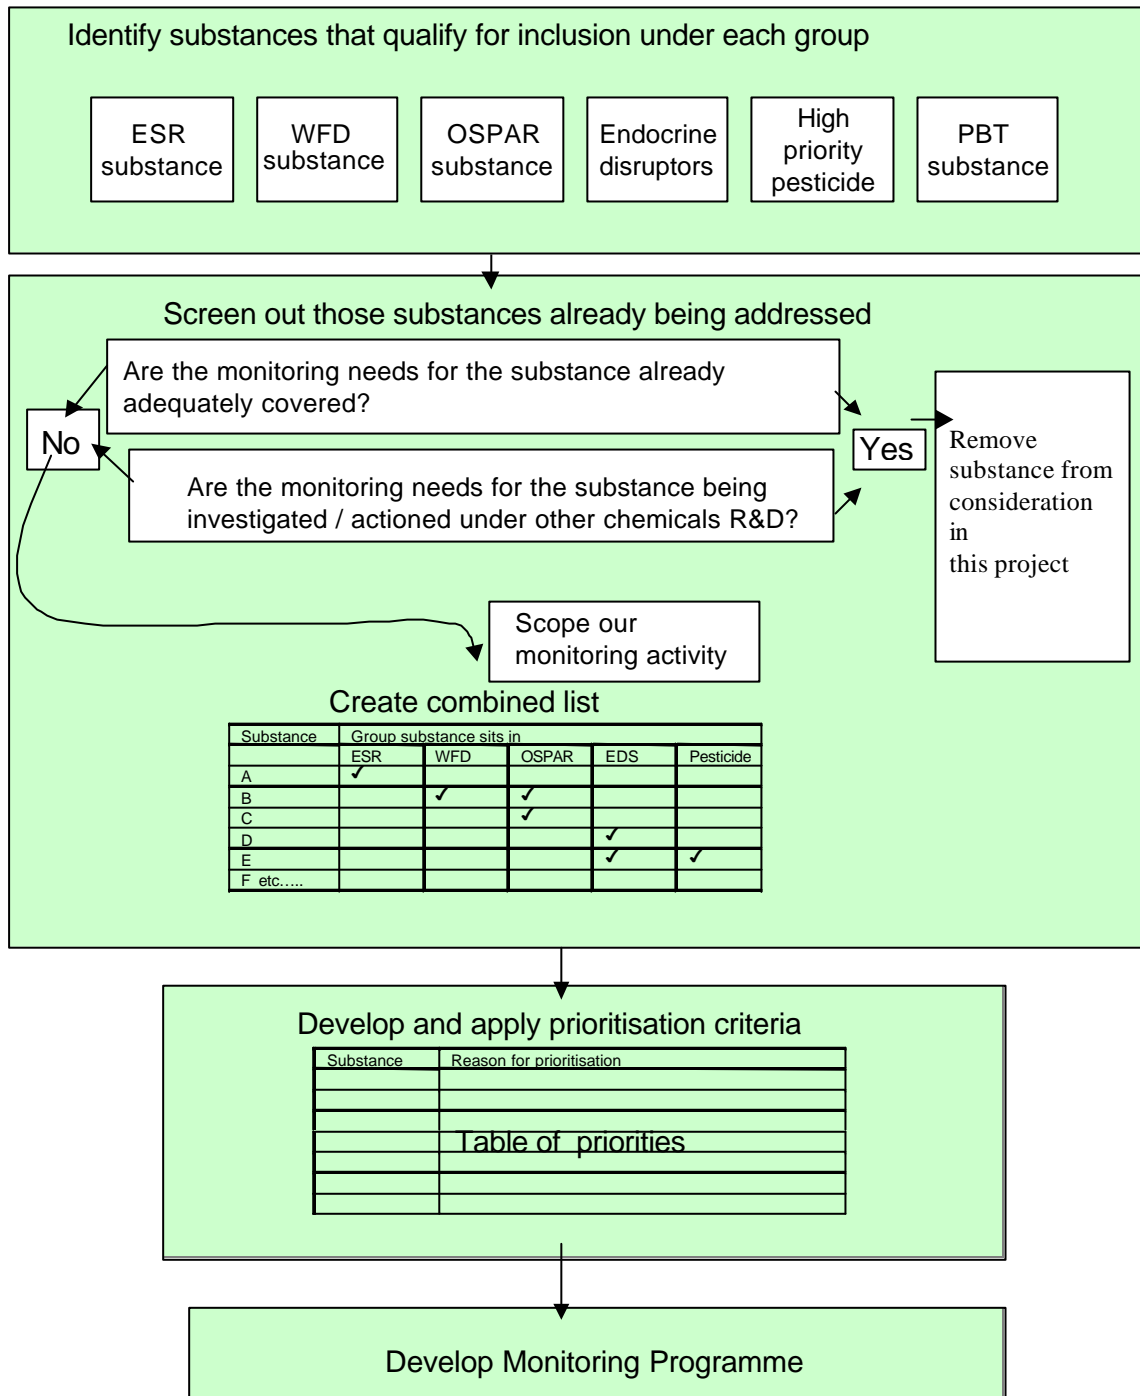 Identify substances that qualify for inclusion under each group
ESR
substance
WFD
substance
OSPAR
substance
Endocrine
disruptors
High
priority
pesticide
PBT
substance
Screen out those substances already being addressed
Are the monitoring needs for the substance already
adequately covered?
No
Yes
Are the monitoring needs for the substance being
investigated / actioned under other chemicals R&D?
Remove
substance from
consideration
in
this project
Scope our
monitoring activity
Create combined list
Substance Group substance sits in
ESR WFD OSPAR EDS Pesticide
A ✓
B ✓ ✓
C ✓
D ✓
E ✓ ✓
F etc.....
Develop and apply prioritisation criteria
Substance Reason for prioritisation
Table of priorities
Develop Monitoring Programme